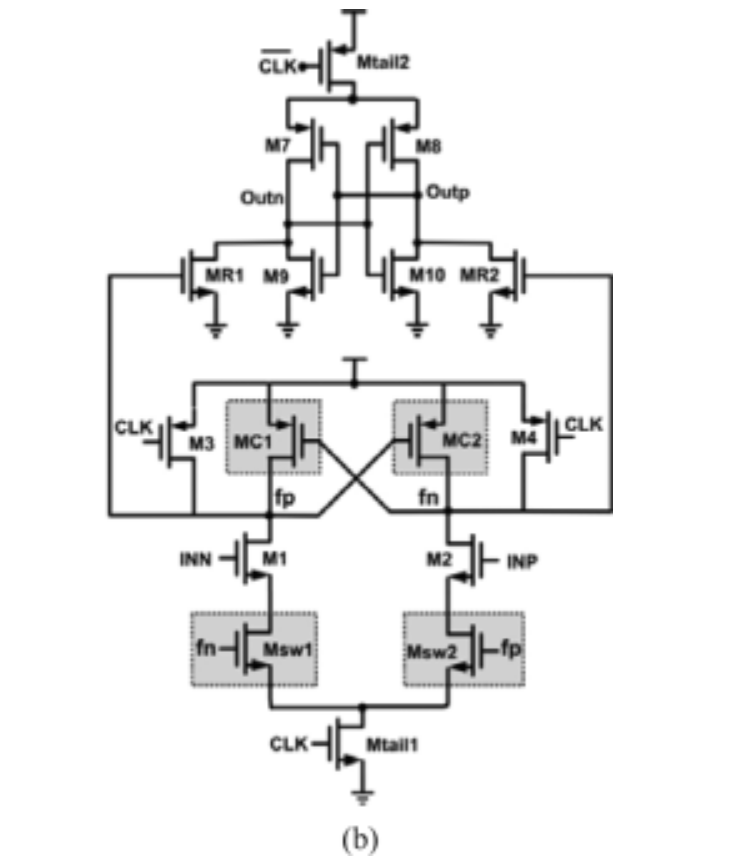 CLK Mtail2
M7 M8
Outn Outp
MR1 M9 M10 MR2
CLK M3 MC1 MC2 M4 CLK
fp fn
INN M1 M2 INP
fn Msw1 Msw2 fp
CLK Mtail1
(b)